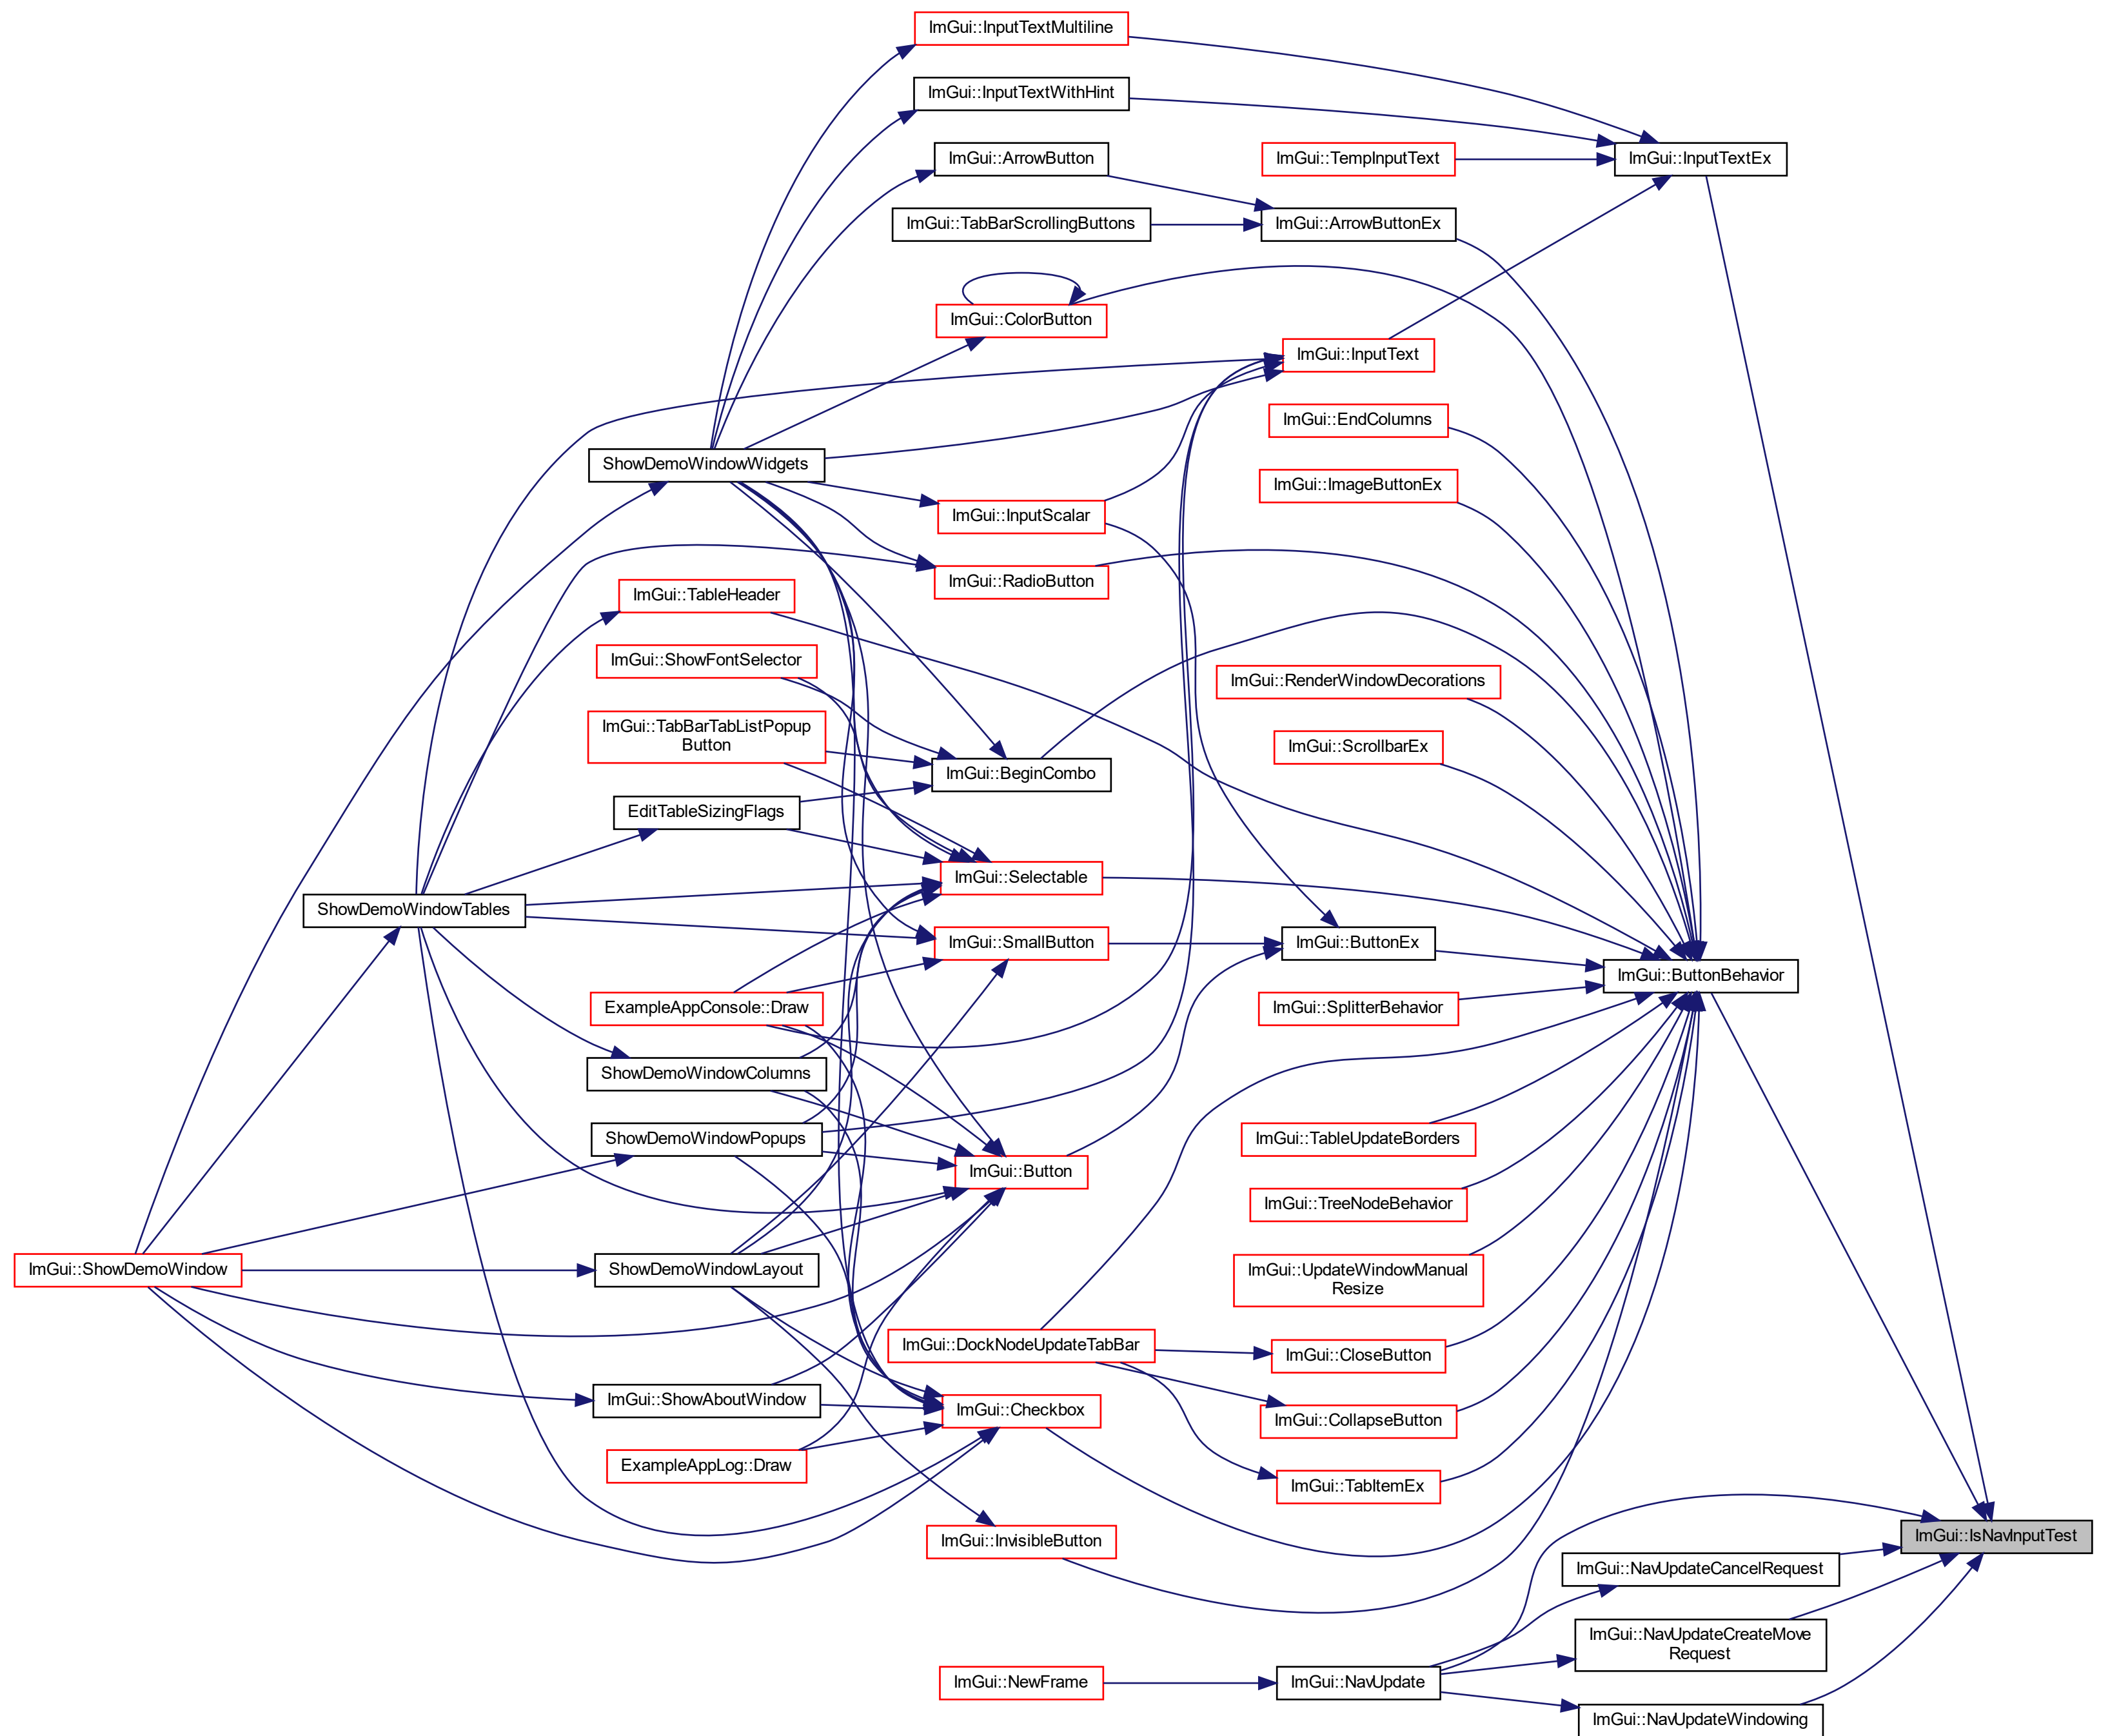 ImGui::InputTextMultiline
ImGui::InputTextWithHint
ImGui::ArrowButton
ImGui::TempInputText
ImGui::InputTextEx
ImGui::TabBarScrollingButtons
ImGui::ArrowButtonEx
ImGui::ColorButton
ImGui::InputText
ImGui::EndColumns
ShowDemoWindowWidgets
ImGui::ImageButtonEx
ImGui::InputScalar
ImGui::RadioButton
ImGui::TableHeader
ImGui::ShowFontSelector
ImGui::RenderWindowDecorations
ImGui::TabBarTabListPopup
Button
ImGui::ScrollbarEx
ImGui::BeginCombo
EditTableSizingFlags
ImGui::Selectable
ShowDemoWindowTables
ImGui::SmallButton
ImGui::ButtonEx
ImGui::ButtonBehavior
ExampleAppConsole::Draw
ImGui::SplitterBehavior
ShowDemoWindowColumns
ShowDemoWindowPopups
ImGui::TableUpdateBorders
ImGui::Button
ImGui::TreeNodeBehavior
ImGui::ShowDemoWindow
ShowDemoWindowLayout
ImGui::UpdateWindowManual
Resize
ImGui::DockNodeUpdateTabBar
ImGui::CloseButton
ImGui::ShowAboutWindow
ImGui::Checkbox
ImGui::CollapseButton
ExampleAppLog::Draw
ImGui::TabItemEx
ImGui::InvisibleButton
ImGui::IsNavInputTest
ImGui::NavUpdateCancelRequest
ImGui::NavUpdateCreateMove
Request
ImGui::NewFrame
ImGui::NavUpdate
ImGui::NavUpdateWindowing